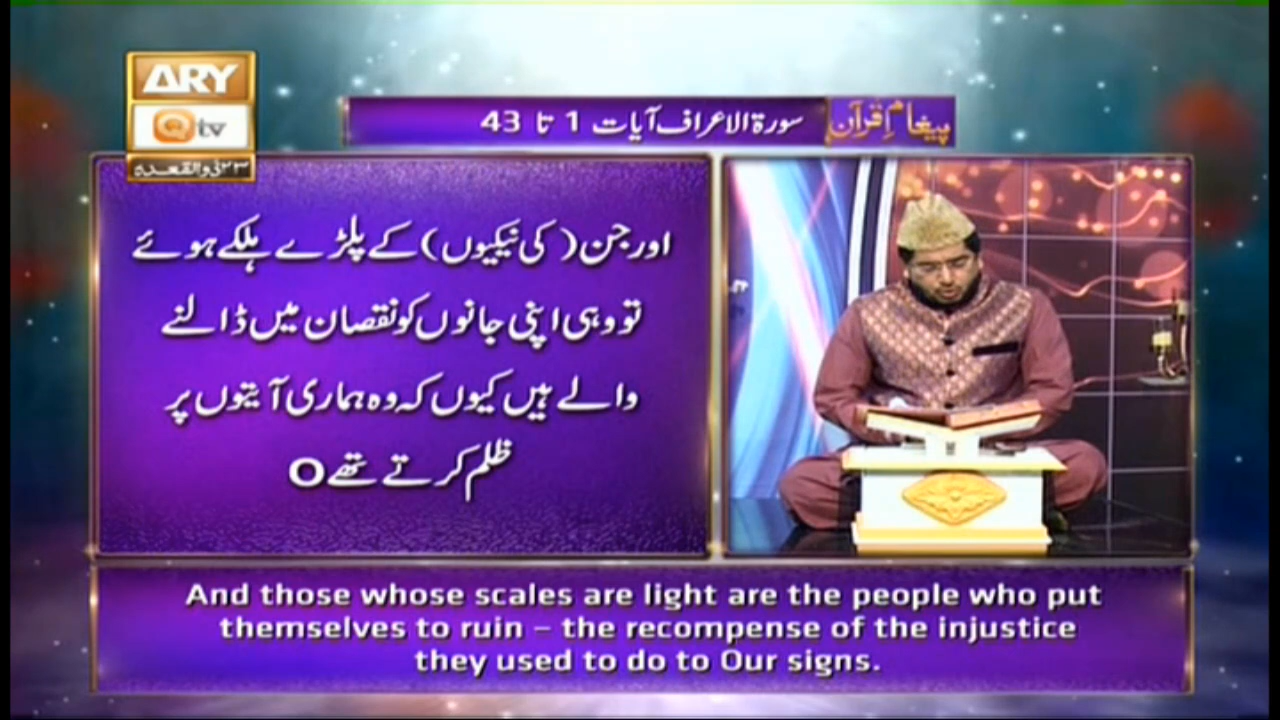 ARY
Qtv
۲۳ ذوالقعدہ
پیغامِ قرآن
سورۃ الاعراف آیات 1 تا 43
اور جن (کی نیکیوں) کے پلڑے ہلکے ہوئے
تو وہی اپنی جانوں کو نقصان میں ڈالنے
والے ہیں کیوں کہ وہ ہماری آیتوں پر
ظلم کرتے تھے O
And those whose scales are light are the people who put
themselves to ruin – the recompense of the injustice
they used to do to Our signs.